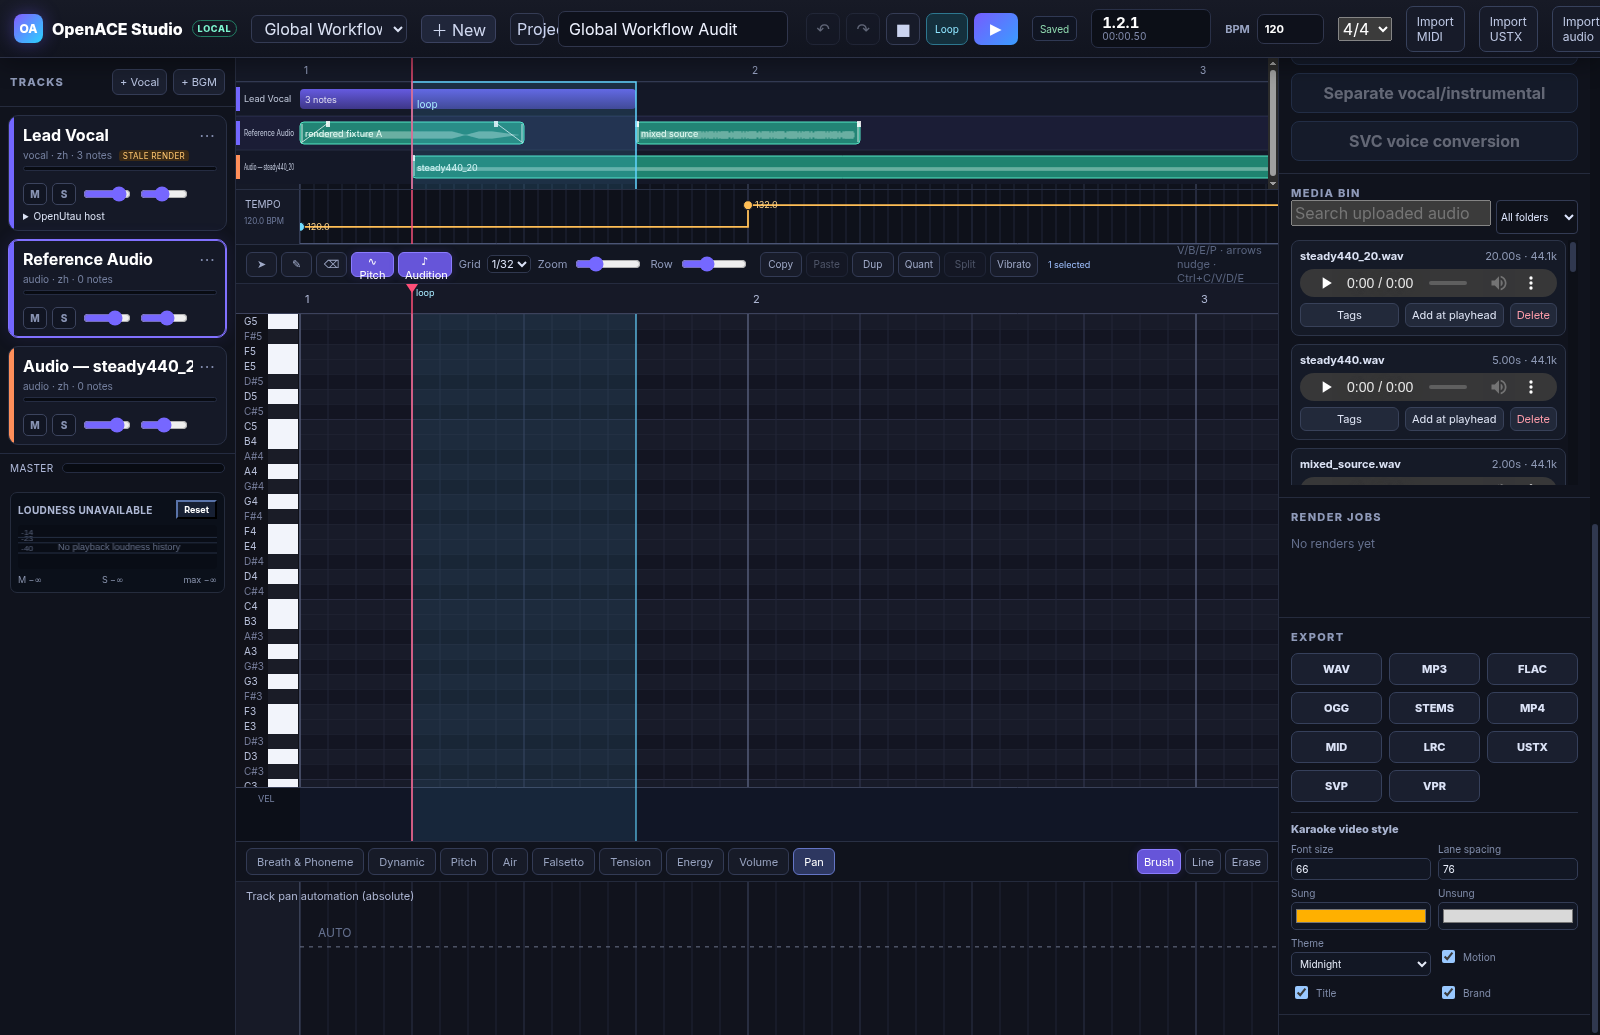 OA OpenACE Studio LOCAL Global Workflow + New Projec Global Workflow Audit Loop Saved 1.2.1 00:00.50 BPM 120 4/4 Import MIDI Import USTX Import audio
TRACKS + Vocal + BGM
Lead Vocal ...
vocal · zh · 3 notes STALE RENDER
M S
▸ OpenUtau host
Reference Audio ...
audio · zh · 0 notes
M S
Audio — steady440_2 ...
audio · zh · 0 notes
M S
MASTER
LOUDNESS UNAVAILABLE Reset
-14
-23
-40
No playback loudness history
M -∞ S -∞ max -∞
1 2 3
Lead Vocal 3 notes loop
Reference Audio rendered fixture A mixed source
Audio — steady440_20 steady440_20
TEMPO 132.0
120.0 BPM 120.0
Pitch Audition Grid 1/32 Zoom Row Copy Paste Dup Quant Split Vibrato 1 selected
V/B/E/P · arrows
nudge ·
Ctrl+C/V/D/E
loop
1 2 3
G5
F#5
F5
E5
D#5
D5
C#5
C5
B4
A#4
A4
G#4
G4
F#4
F4
E4
D#4
D4
C#4
C4
B3
A#3
A3
G#3
G3
F#3
F3
E3
D#3
D3
C#3
C3
VEL
Breath & Phoneme Dynamic Pitch Air Falsetto Tension Energy Volume Pan Brush Line Erase
Track pan automation (absolute)
AUTO
Separate vocal/instrumental
SVC voice conversion
MEDIA BIN
Search uploaded audio All folders
steady440_20.wav 20.00s · 44.1k
0:00 / 0:00
Tags Add at playhead Delete
steady440.wav 5.00s · 44.1k
0:00 / 0:00
Tags Add at playhead Delete
mixed_source.wav 2.00s · 44.1k
RENDER JOBS
No renders yet
EXPORT
WAV MP3 FLAC
OGG STEMS MP4
MID LRC USTX
SVP VPR
Karaoke video style
Font size Lane spacing
66 76
Sung Unsung
Theme
Midnight Motion
Title Brand